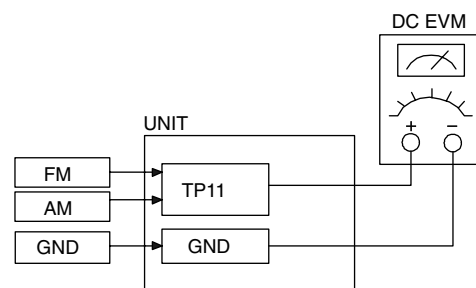 DC EVM
+ −
UNIT
FM
TP11
AM
GND
GND